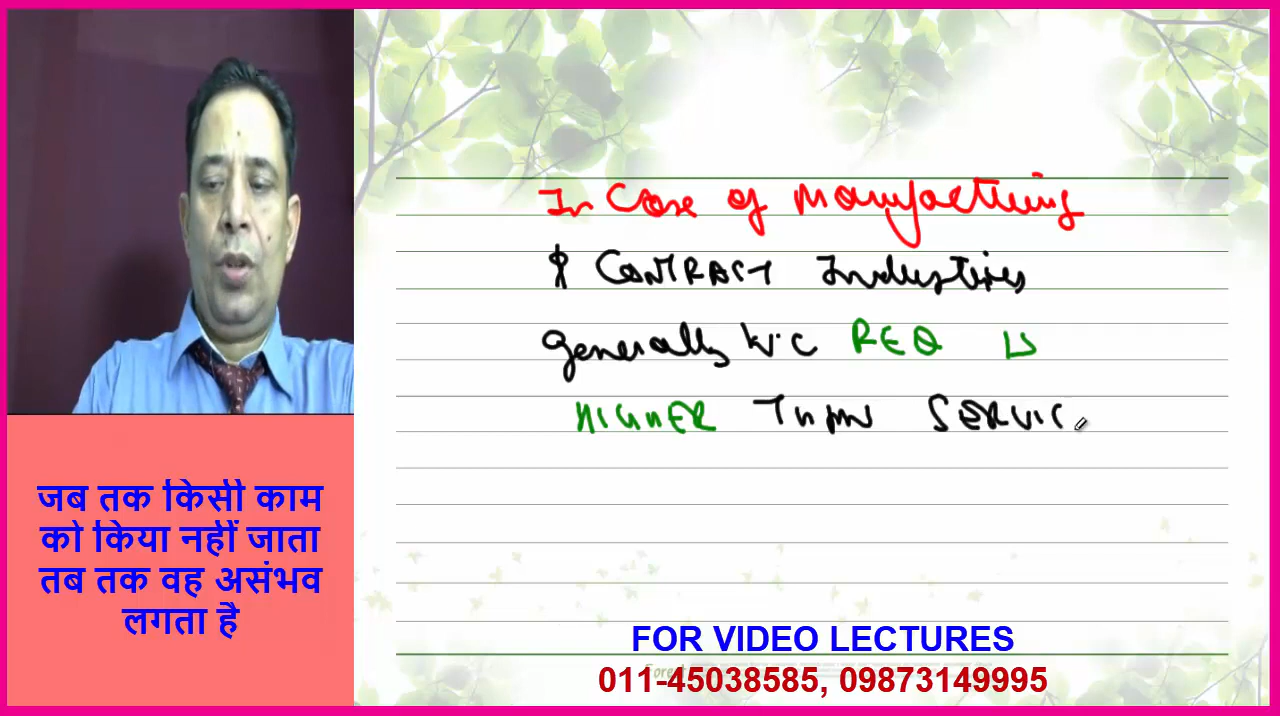 जब तक किसी काम
को किया नहीं जाता
तब तक वह असंभव
लगता है
In Case of Manufacturing
& CONTRACT Industries
Generally W.C REQ is
HIGHER Than SERVIC
FOR VIDEO LECTURES
011-45038585, 09873149995